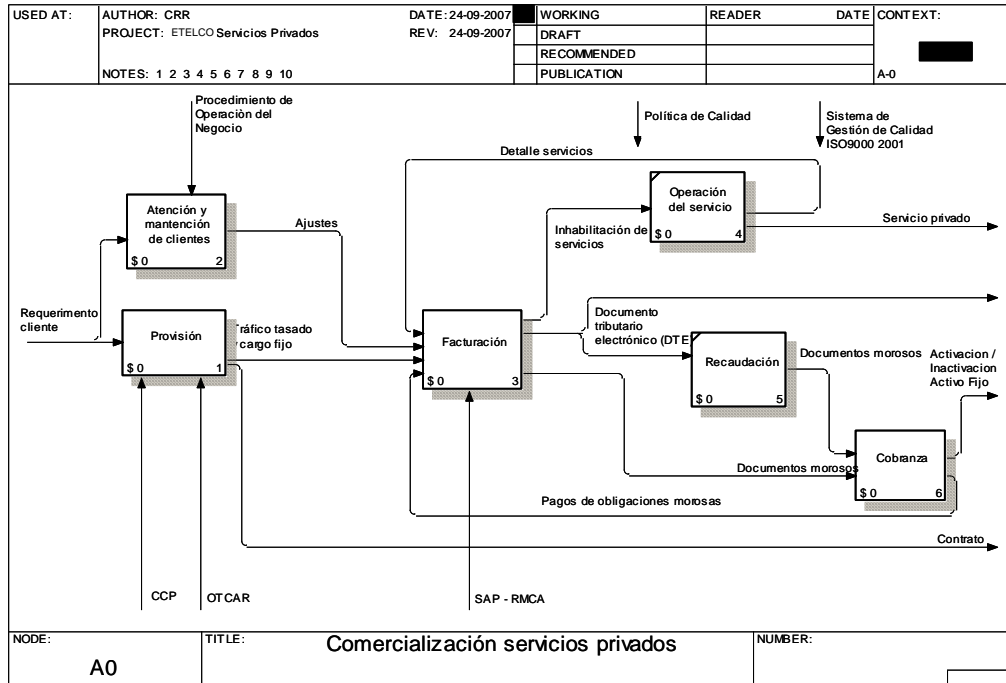 USED AT:
AUTHOR: CRR
DATE: 24-09-2007
PROJECT: ETELCO Servicios Privados
REV: 24-09-2007
NOTES: 1 2 3 4 5 6 7 8 9 10
WORKING
DRAFT
RECOMMENDED
PUBLICATION
READER
DATE
CONTEXT:
A-0
Procedimiento de
Operaciòn del
Negocio
Política de Calidad
Sistema de
Gestión de Calidad
ISO9000 2001
Detalle servicios
Atención y
mantención
de clientes
$ 0
2
Ajustes
Operación
del servicio
$ 0
4
Inhabilitación de
servicios
Servicio privado
Requerimento
cliente
Provisión
$ 0
1
ráfico tasado
cargo fijo
Facturación
$ 0
3
Documento
tributario
electrónico (DTE
Recaudación
$ 0
5
Documentos morosos
Activacion /
Inactivacion
Activo Fijo
Cobranza
$ 0
6
Documentos morosos
Pagos de obligaciones morosas
Contrato
CCP
OTCAR
SAP - RMCA
NODE:
A0
TITLE:
Comercialización servicios privados
NUMBER: